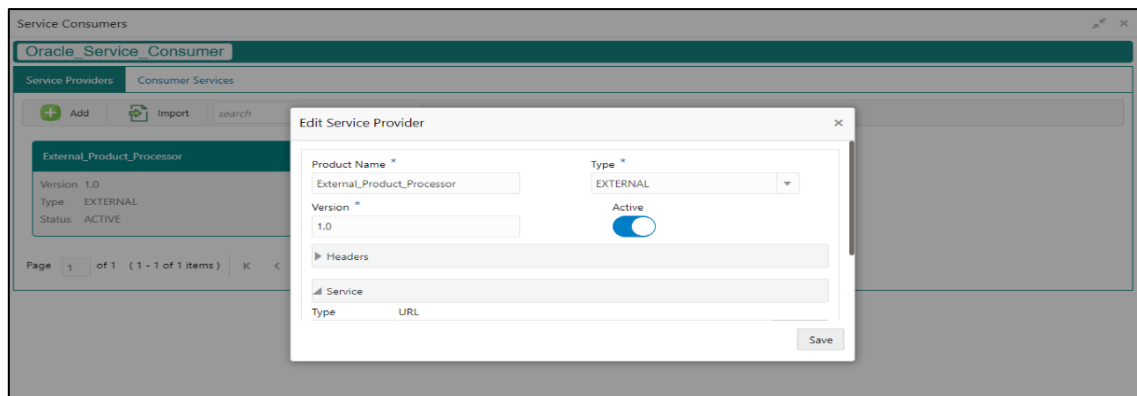 Service Consumers
Oracle_Service_Consumer
Service Providers Consumer Services
Add Import search
External_Product_Processor
Version 1.0
Type EXTERNAL
Status ACTIVE
Page 1 of 1 ( 1 - 1 of 1 items )
Edit Service Provider
Product Name * Type *
External_Product_Processor EXTERNAL
Version * Active
1.0
Headers
Service
Type URL
Save